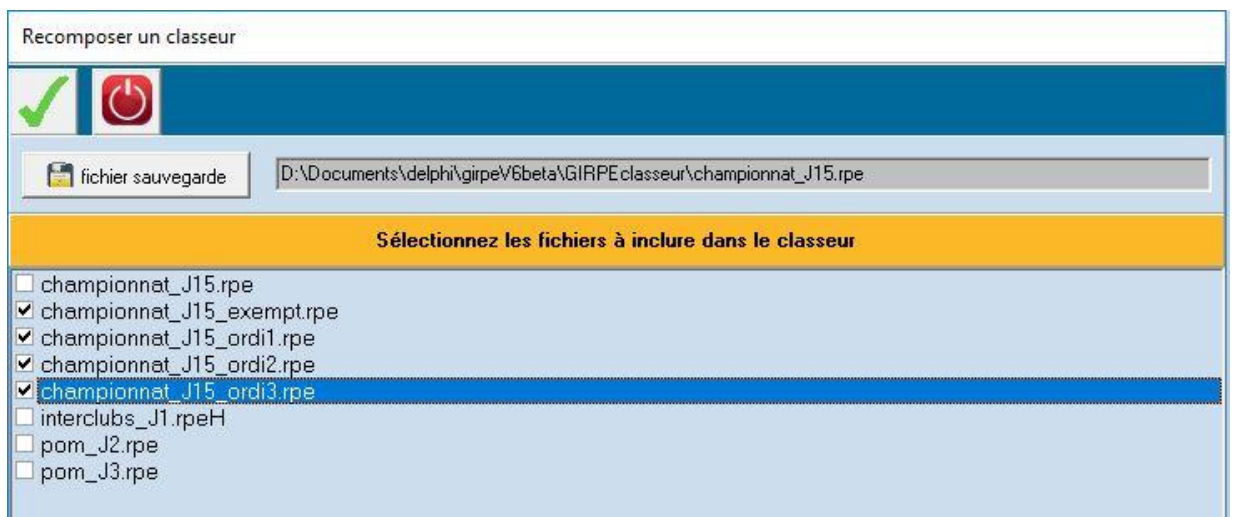 Recomposer un classeur
fichier sauvegarde D:\Documents\delphi\girpeV6beta\GIRPEclasseur\championnat_J15.rpe
Sélectionnez les fichiers à inclure dans le classeur
championnat_J15.rpe
championnat_J15_exempt.rpe
championnat_J15_ordi1.rpe
championnat_J15_ordi2.rpe
championnat_J15_ordi3.rpe
interclubs_J1.rpeH
pom_J2.rpe
pom_J3.rpe